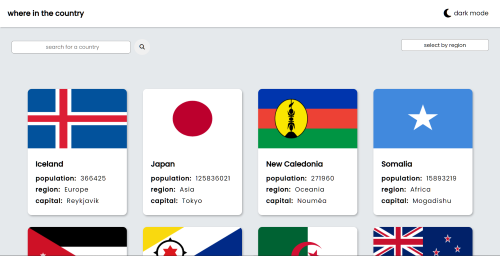 where in the country
dark mode
search for a country
select by region
Iceland
population: 366425
region: Europe
capital: Reykjavik
Japan
population: 125836021
region: Asia
capital: Tokyo
New Caledonia
population: 271960
region: Oceania
capital: Nouméa
Somalia
population: 15893219
region: Africa
capital: Mogadishu